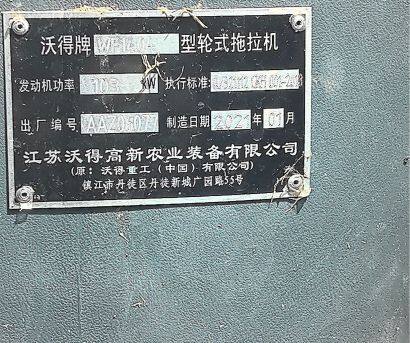 沃得牌 型轮式拖拉机
发动机功率 103 kW 执行标准
出厂编号 制造日期 2021 年 01 月
江苏沃得高新农业装备有限公司
(原：沃得重工（中国）有限公司)
镇江市丹徒区丹徒新城广园路55号